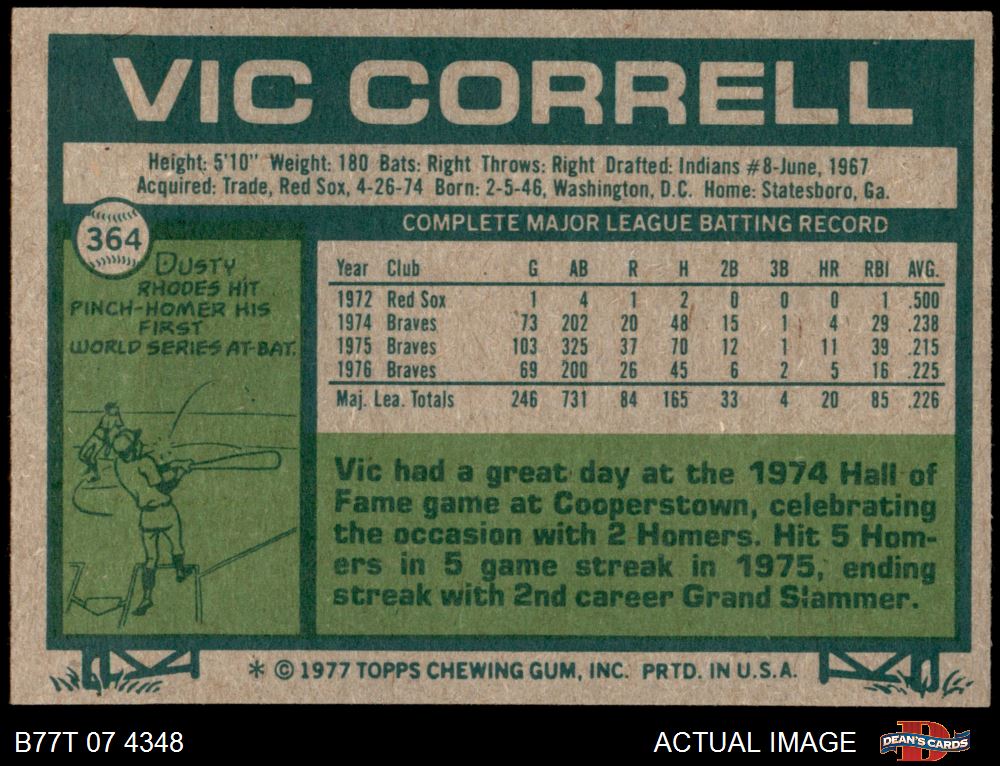 VIC CORRELL
Height: 5'10" Weight: 180 Bats: Right Throws: Right Drafted: Indians #8-June, 1967
Acquired: Trade, Red Sox, 4-26-74 Born: 2-5-46, Washington, D.C. Home: Statesboro, Ga.
364
DUSTY
RHODES HIT
PINCH-HOMER HIS
FIRST
WORLD SERIES AT-BAT.
COMPLETE MAJOR LEAGUE BATTING RECORD
Year Club G AB R H 2B 3B HR RBI AVG.
1972 Red Sox 1 4 1 2 0 0 0 1 .500
1974 Braves 73 202 20 48 15 1 4 29 .238
1975 Braves 103 325 37 70 12 1 11 39 .215
1976 Braves 69 200 26 45 6 2 5 16 .225
Maj. Lea. Totals 246 731 84 165 33 4 20 85 .226
Vic had a great day at the 1974 Hall of
Fame game at Cooperstown, celebrating
the occasion with 2 Homers. Hit 5 Hom-
ers in 5 game streak in 1975, ending
streak with 2nd career Grand Slammer.
* © 1977 TOPPS CHEWING GUM, INC. PRTD. IN U.S.A.
B77T 07 4348
ACTUAL IMAGE
D
DEAN'S CARDS